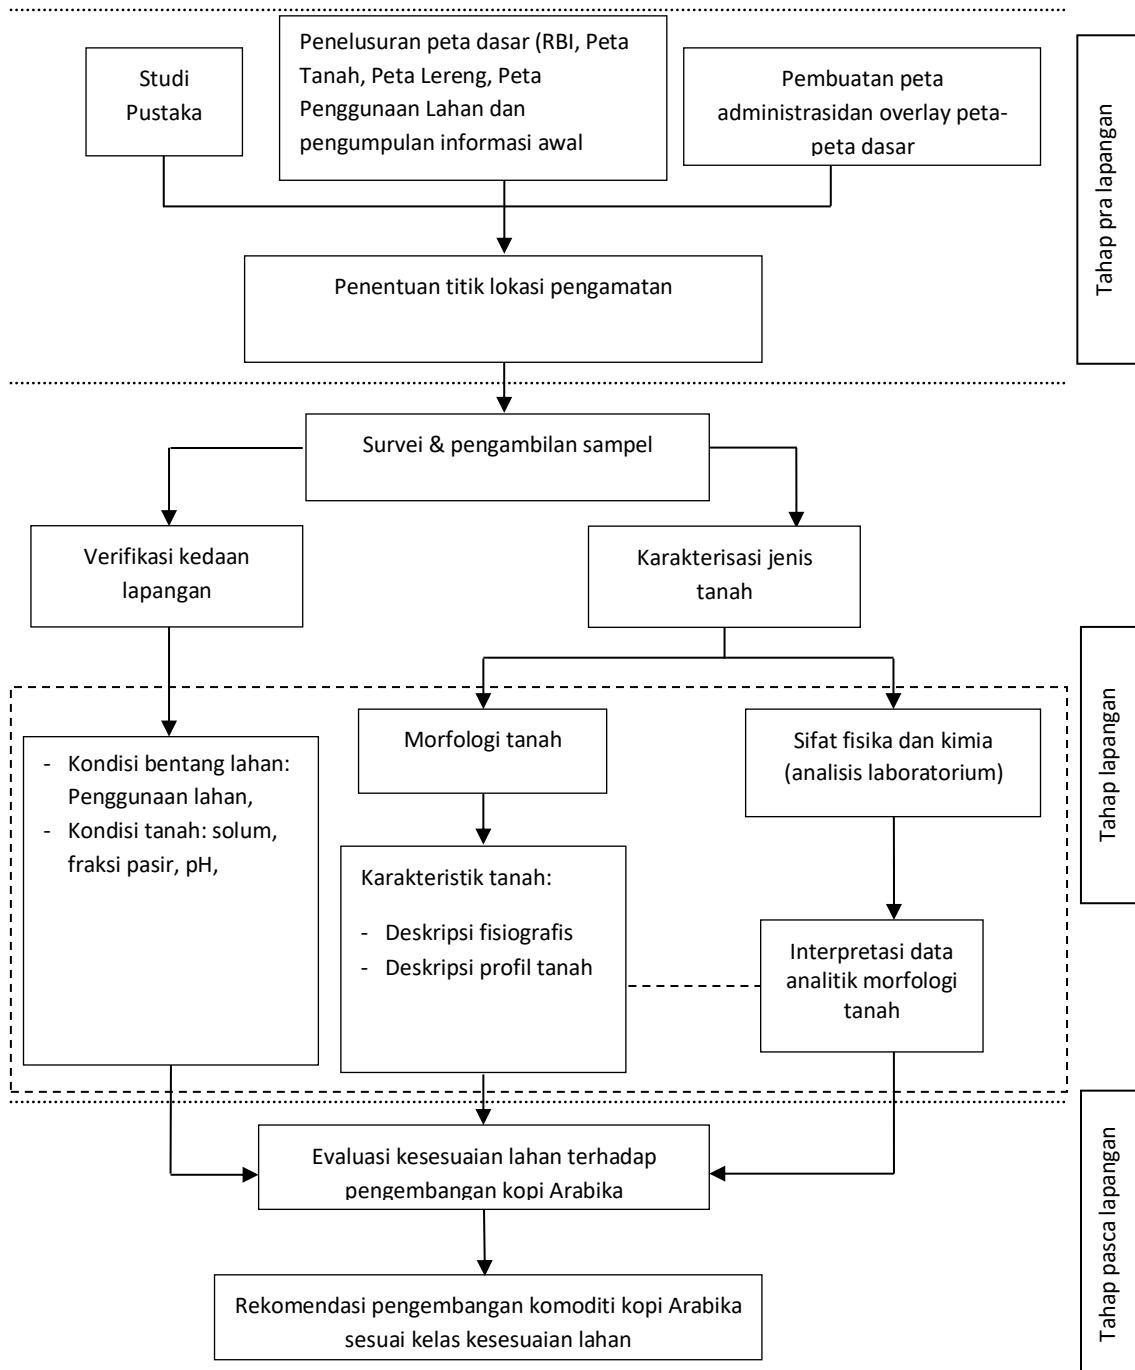 Studi
Pustaka
Penelusuran peta dasar (RBI, Peta
Tanah, Peta Lereng, Peta
Penggunaan Lahan dan
pengumpulan informasi awal
Pembuatan peta
administrasidan overlay peta-
peta dasar
Tahap pra lapangan
Penentuan titik lokasi pengamatan
Survei & pengambilan sampel
Verifikasi kedaan
lapangan
Karakterisasi jenis
tanah
Tahap lapangan
- Kondisi bentang lahan:
Penggunaan lahan,
- Kondisi tanah: solum,
fraksi pasir, pH,
Morfologi tanah
Sifat fisika dan kimia
(analisis laboratorium)
Karakteristik tanah:
- Deskripsi fisiografis
- Deskripsi profil tanah
Interpretasi data
analitik morfologi
tanah
Evaluasi kesesuaian lahan terhadap
pengembangan kopi Arabika
Tahap pasca lapangan
Rekomendasi pengembangan komoditi kopi Arabika
sesuai kelas kesesuaian lahan